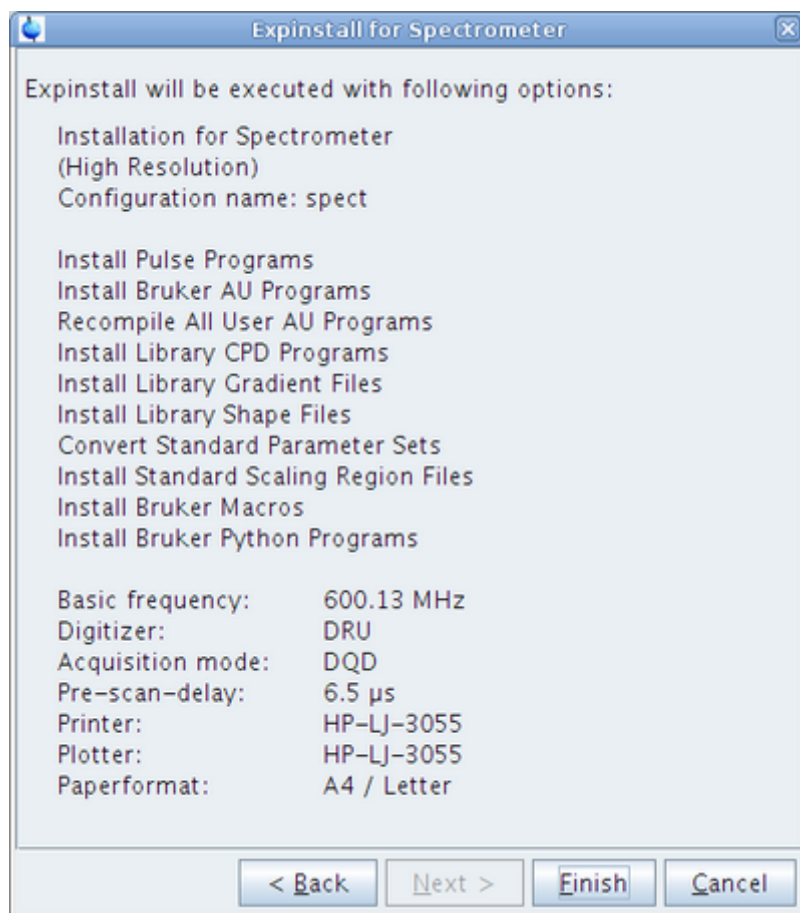 Expinstall for Spectrometer
Expinstall will be executed with following options:
Installation for Spectrometer
(High Resolution)
Configuration name: spect
Install Pulse Programs
Install Bruker AU Programs
Recompile All User AU Programs
Install Library CPD Programs
Install Library Gradient Files
Install Library Shape Files
Convert Standard Parameter Sets
Install Standard Scaling Region Files
Install Bruker Macros
Install Bruker Python Programs
Basic frequency: 600.13 MHz
Digitizer: DRU
Acquisition mode: DQD
Pre-scan-delay: 6.5 µs
Printer: HP-LJ-3055
Plotter: HP-LJ-3055
Paperformat: A4 / Letter
< Back Next > Finish Cancel